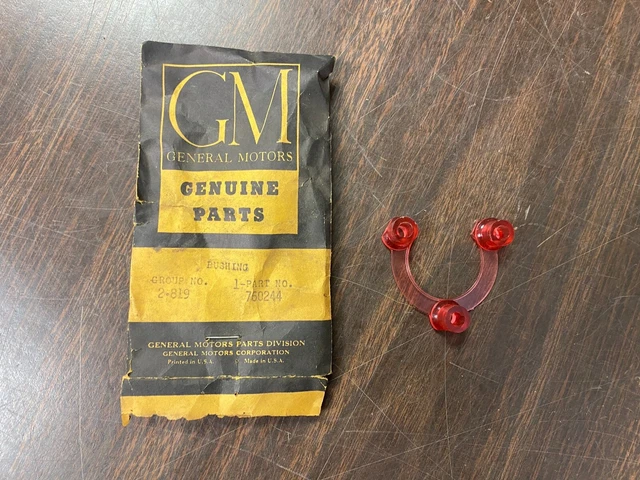 GM
GENERAL MOTORS
GENUINE
PARTS
BUSHING
GROUP NO. 1-PART NO.
2-819 760244
GENERAL MOTORS PARTS DIVISION
GENERAL MOTORS CORPORATION
Printed in U.S.A. Made in U.S.A.